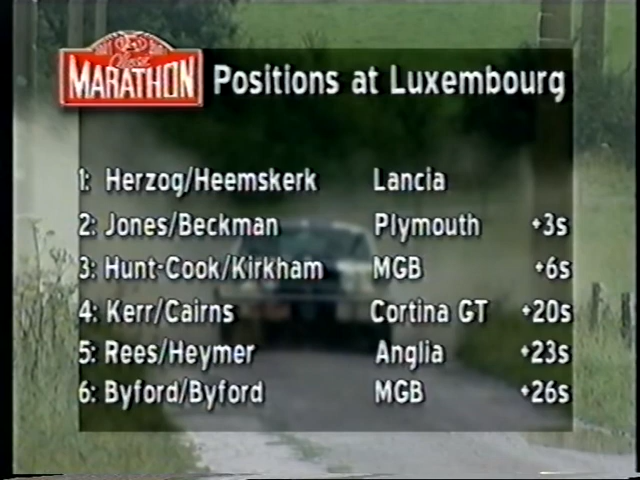 Classic
MARATHON
Positions at Luxembourg
1: Herzog/Heemskerk Lancia
2: Jones/Beckman Plymouth +3s
3: Hunt-Cook/Kirkham MGB +6s
4: Kerr/Cairns Cortina GT +20s
5: Rees/Heymer Anglia +23s
6: Byford/Byford MGB +26s